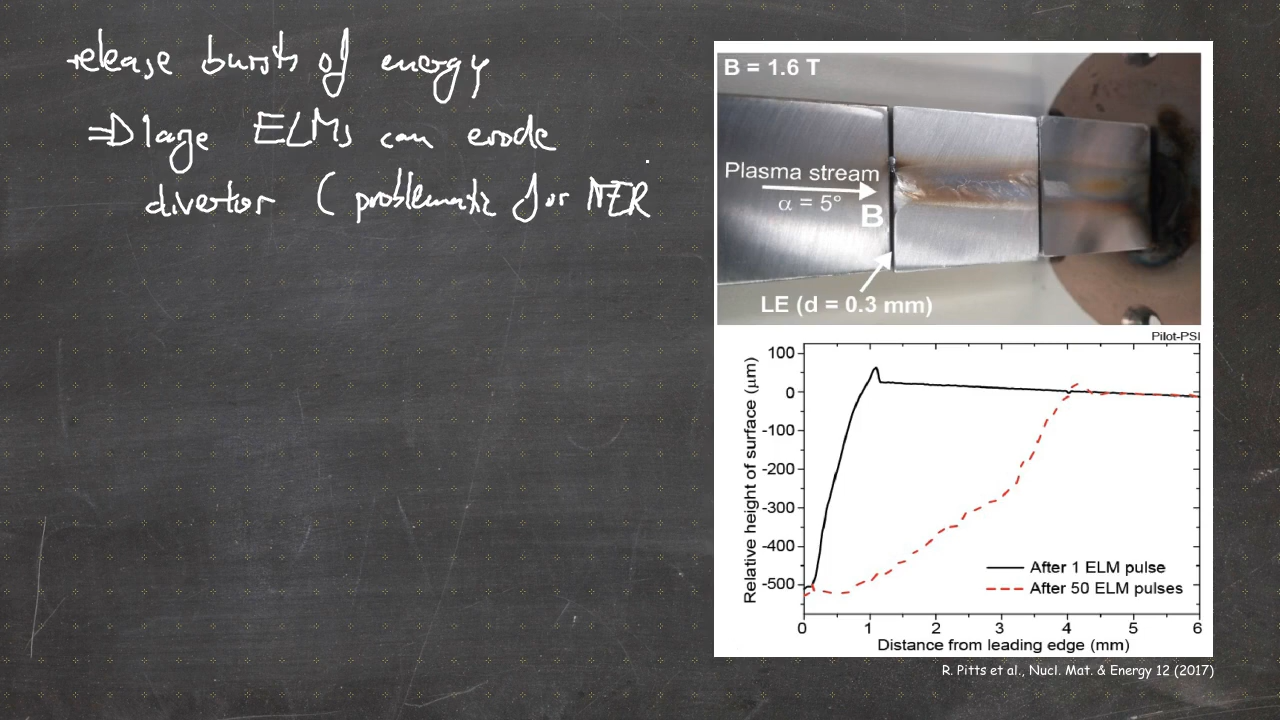 release bursts of energy
⇒ large ELMs can erode
divertor ( problematic for
B = 1.6 T
Plasma stream
α = 5°
B
LE (d = 0.3 mm)
Pilot-PSI
Relative height of surface (μm)
100
0
-100
-200
-300
-400
-500
After 1 ELM pulse
After 50 ELM pulses
0 1 2 3 4 5 6
Distance from leading edge (mm)
R. Pitts et al., Nucl. Mat. & Energy 12 (2017)